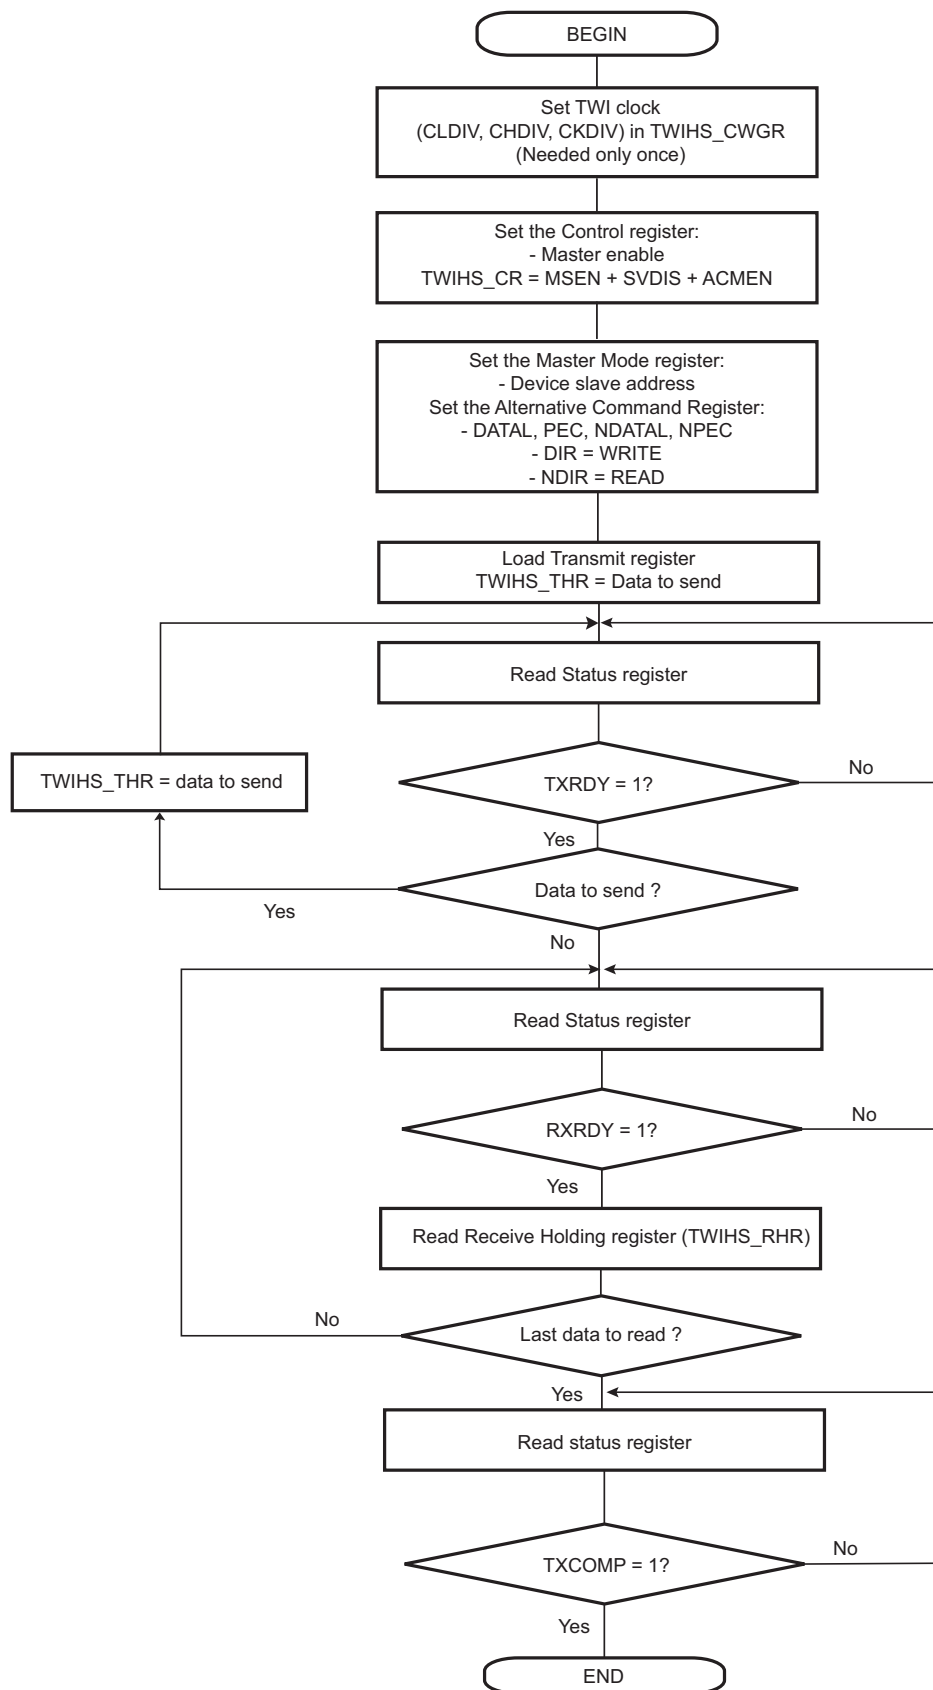 BEGIN
Set TWI clock
(CLDIV, CHDIV, CKDIV) in TWIHS_CWGR
(Needed only once)
Set the Control register:
- Master enable
TWIHS_CR = MSEN + SVDIS + ACMEN
Set the Master Mode register:
- Device slave address
Set the Alternative Command Register:
- DATAL, PEC, NDATAL, NPEC
- DIR = WRITE
- NDIR = READ
Load Transmit register
TWIHS_THR = Data to send
Read Status register
TWIHS_THR = data to send
TXRDY = 1?
No
Yes
Data to send ?
Yes
No
Read Status register
RXRDY = 1?
No
Yes
Read Receive Holding register (TWIHS_RHR)
No
Last data to read ?
Yes
Read status register
TXCOMP = 1?
No
Yes
END